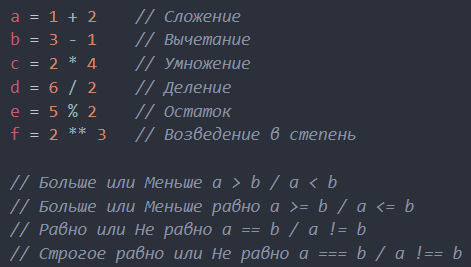 a = 1 + 2    // Сложение
b = 3 - 1    // Вычетание
c = 2 * 4    // Умножение
d = 6 / 2    // Деление
e = 5 % 2    // Остаток
f = 2 ** 3   // Возведение в степень

// Больше или Меньше a > b / a < b
// Больше или Меньше равно a >= b / a <= b
// Равно или Не равно a == b / a != b
// Строгое равно или Не равно a === b / a !== b